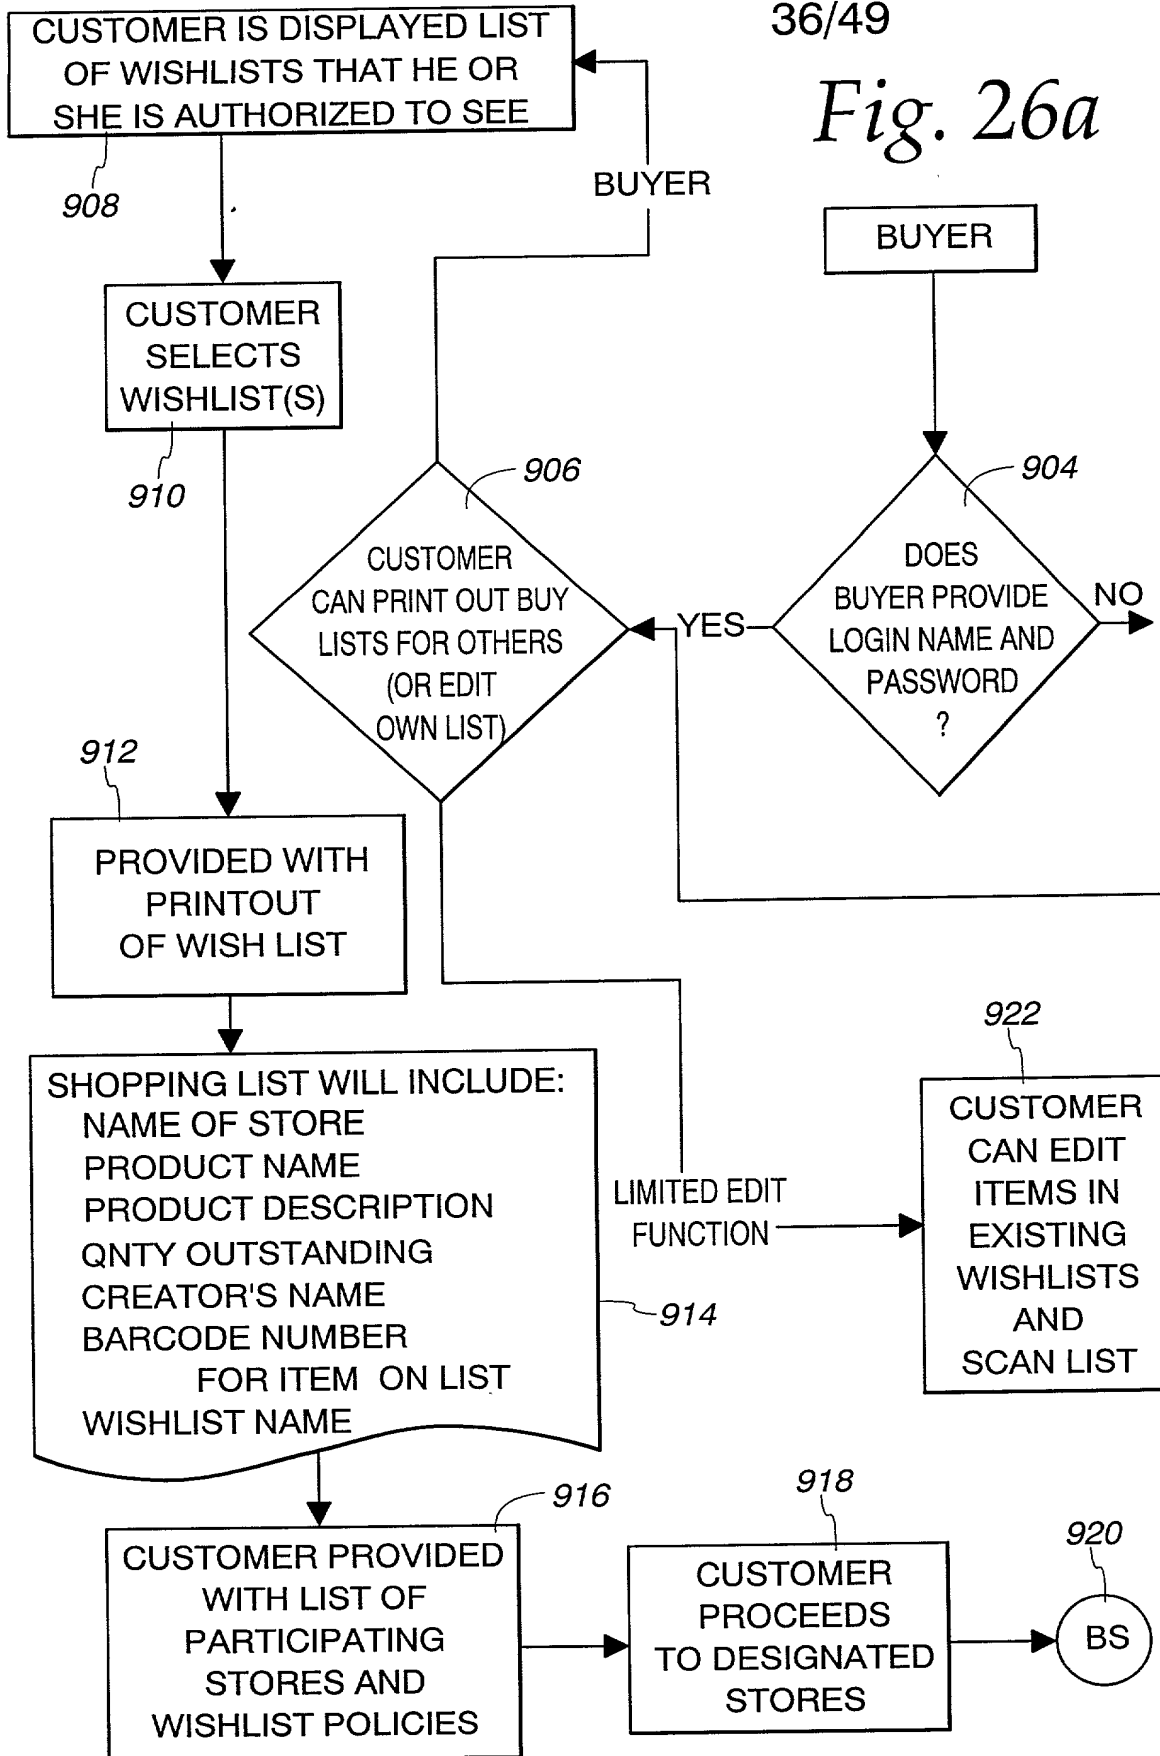 36/49
Fig. 26a
CUSTOMER IS DISPLAYED LIST
OF WISHLISTS THAT HE OR
SHE IS AUTHORIZED TO SEE
908
BUYER
BUYER
CUSTOMER
SELECTS
WISHLIST(S)
910
906
CUSTOMER
CAN PRINT OUT BUY
LISTS FOR OTHERS
(OR EDIT
OWN LIST)
904
DOES
BUYER PROVIDE
LOGIN NAME AND
PASSWORD
?
YES
NO
912
PROVIDED WITH
PRINTOUT
OF WISH LIST
SHOPPING LIST WILL INCLUDE:
NAME OF STORE
PRODUCT NAME
PRODUCT DESCRIPTION
QNTY OUTSTANDING
CREATOR'S NAME
BARCODE NUMBER
FOR ITEM ON LIST
WISHLIST NAME
914
LIMITED EDIT
FUNCTION
922
CUSTOMER
CAN EDIT
ITEMS IN
EXISTING
WISHLISTS
AND
SCAN LIST
916
CUSTOMER PROVIDED
WITH LIST OF
PARTICIPATING
STORES AND
WISHLIST POLICIES
918
CUSTOMER
PROCEEDS
TO DESIGNATED
STORES
920
BS